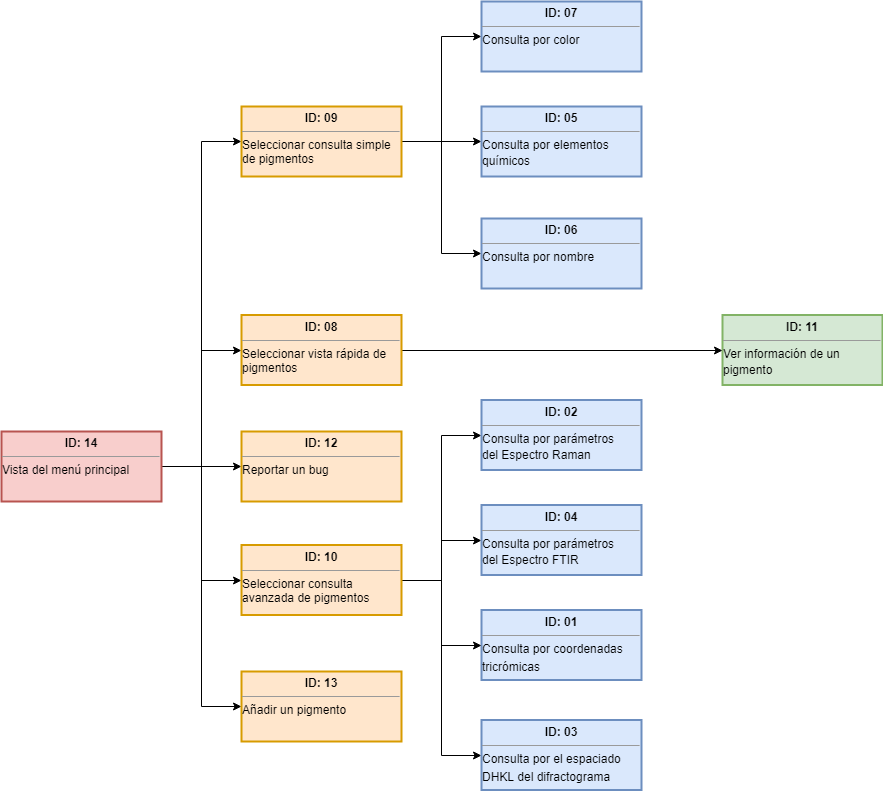 ID: 07
Consulta por color
ID: 09
Seleccionar consulta simple
de pigmentos
ID: 05
Consulta por elementos
químicos
ID: 06
Consulta por nombre
ID: 08
Seleccionar vista rápida de
pigmentos
ID: 11
Ver información de un
pigmento
ID: 02
Consulta por parámetros
del Espectro Raman
ID: 14
Vista del menú principal
ID: 12
Reportar un bug
ID: 04
Consulta por parámetros
del Espectro FTIR
ID: 10
Seleccionar consulta
avanzada de pigmentos
ID: 01
Consulta por coordenadas
tricrómicas
ID: 13
Añadir un pigmento
ID: 03
Consulta por el espaciado
DHKL del difractograma